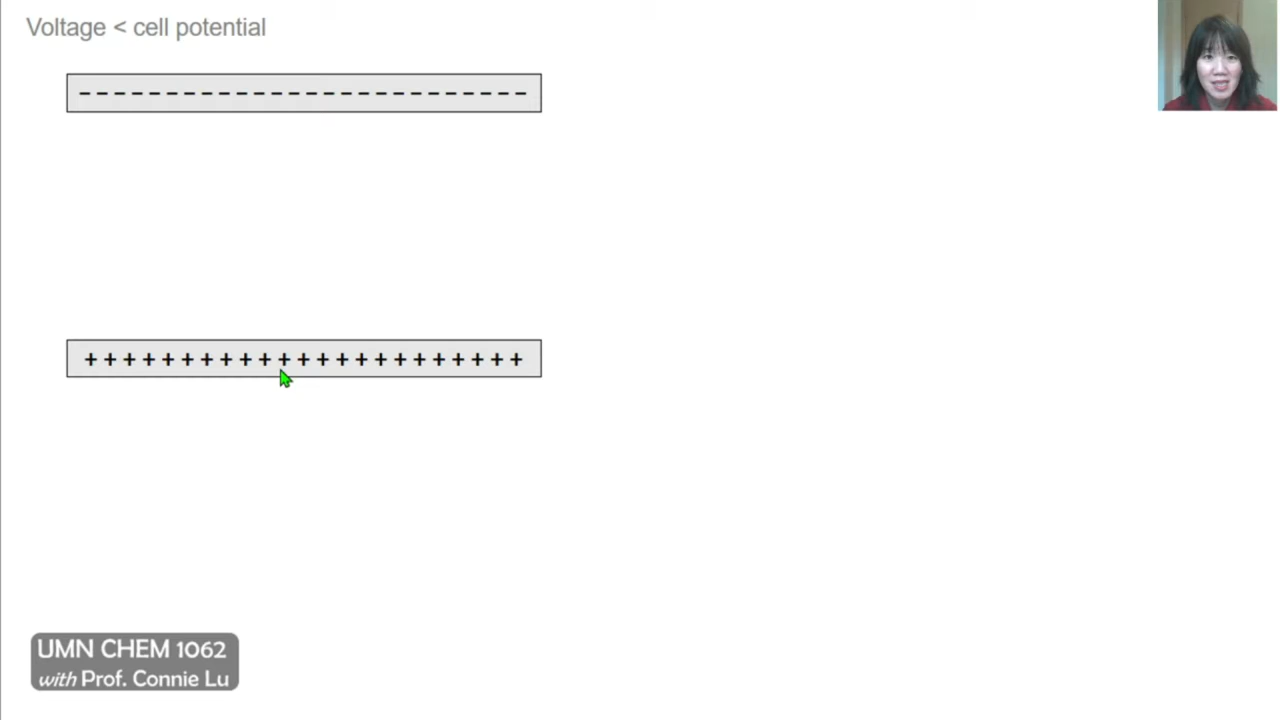 Voltage < cell potential
− − − − − − − − − − − − − − − − − − − − − − − − − −
+ + + + + + + + + + + + + + + + + + + + + + +
UMN CHEM 1062
with Prof. Connie Lu